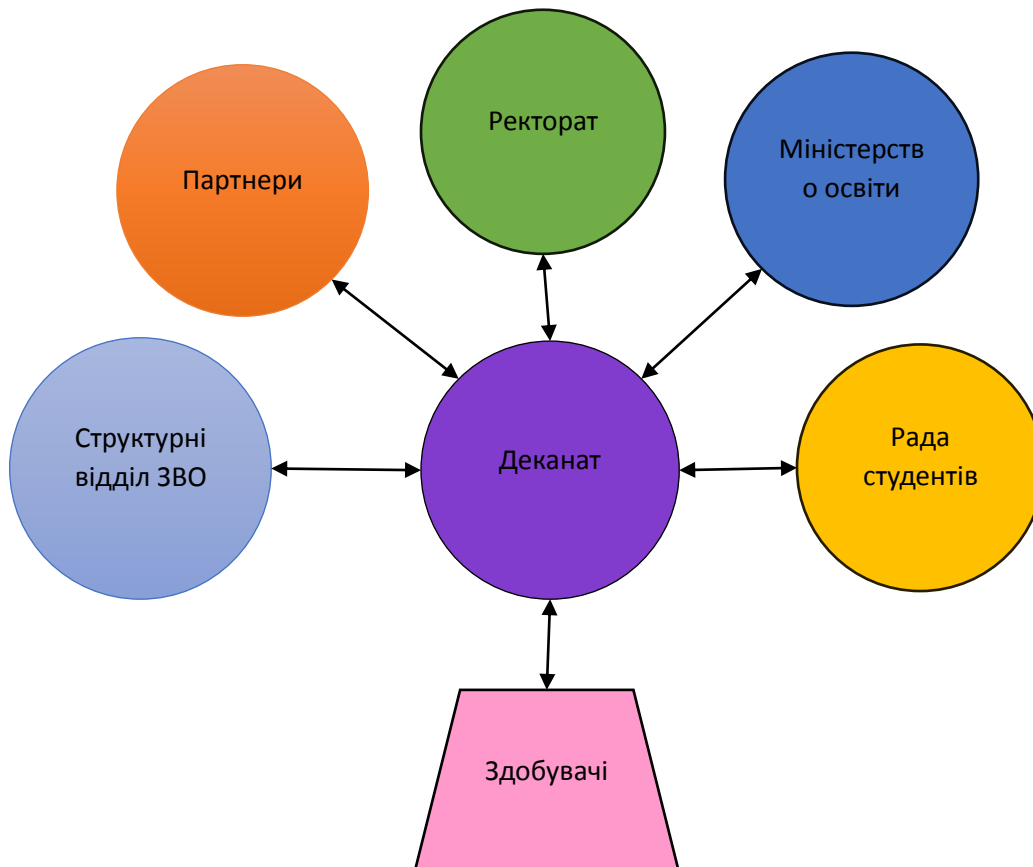 Ректорат
Партнери
Міністерств
о освіти
Структурні
відділ ЗВО
Деканат
Рада
студентів
Здобувачі